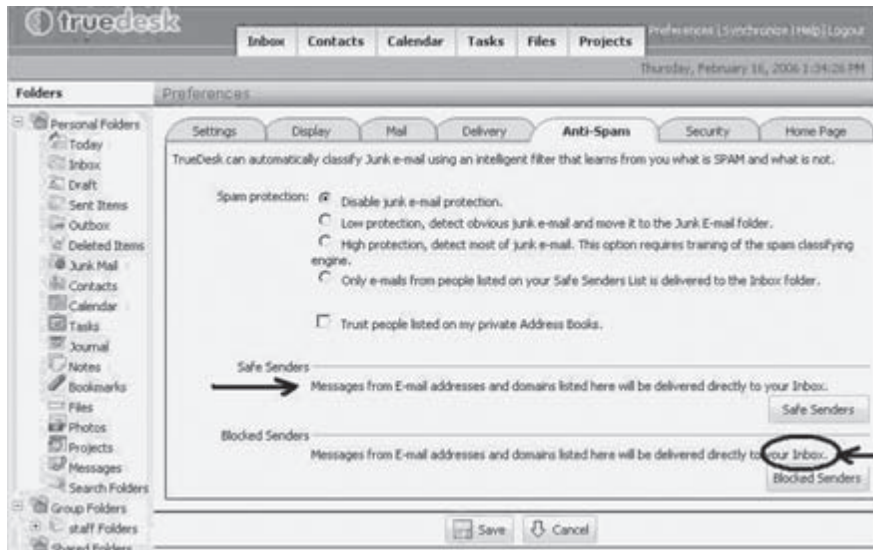 truedesk
Inbox Contacts Calendar Tasks Files Projects
Preferences | Synchronize | Help | Logout
Thursday, February 16, 2006 1:34:26 PM
Folders
Preferences
Personal Folders
Today
Inbox
Draft
Sent Items
Outbox
Deleted Items
Junk Mail
Contacts
Calendar
Tasks
Journal
Notes
Bookmarks
Files
Photos
Projects
Messages
Search Folders
Group Folders
staff Folders
Shared Folders
Settings Display Mail Delivery Anti-Spam Security Home Page
TrueDesk can automatically classify Junk e-mail using an intelligent filter that learns from you what is SPAM and what is not.
Spam protection: Disable junk e-mail protection.
Low protection, detect obvious junk e-mail and move it to the Junk E-mail folder.
High protection, detect most of junk e-mail. This option requires training of the spam classifying
engine.
Only e-mails from people listed on your Safe Senders List is delivered to the Inbox folder.
Trust people listed on my private Address Books.
Safe Senders
Messages from E-mail addresses and domains listed here will be delivered directly to your Inbox.
Safe Senders
Blocked Senders
Messages from E-mail addresses and domains listed here will be delivered directly to your Inbox.
Blocked Senders
Save Cancel